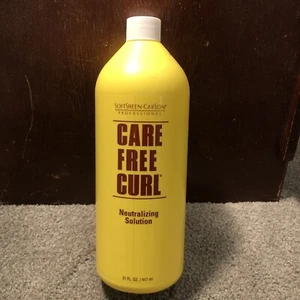 SOFTSHEEN·CARSON
PROFESSIONAL
CARE
FREE
CURL®
Neutralizing
Solution